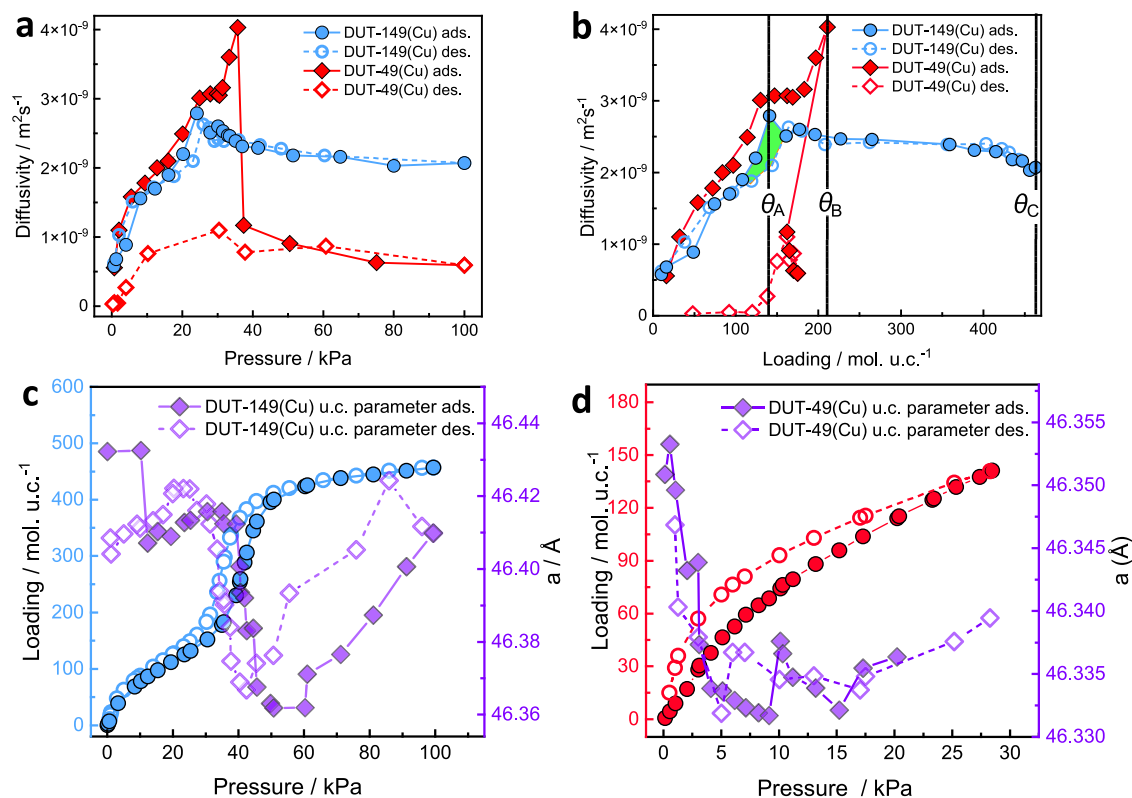 a
DUT-149(Cu) ads.
DUT-149(Cu) des.
DUT-49(Cu) ads.
DUT-49(Cu) des.
4×10⁻⁹
3×10⁻⁹
2×10⁻⁹
1×10⁻⁹
0
Diffusivity / m²s⁻¹
0 20 40 60 80 100
Pressure / kPa
b
DUT-149(Cu) ads.
DUT-149(Cu) des.
DUT-49(Cu) ads.
DUT-49(Cu) des.
4×10⁻⁹
3×10⁻⁹
2×10⁻⁹
1×10⁻⁹
0
Diffusivity / m²s⁻¹
θA θB θC
0 100 200 300 400
Loading / mol. u.c.⁻¹
c
DUT-149(Cu) u.c. parameter ads.
DUT-149(Cu) u.c. parameter des.
600
500
400
300
200
100
0
Loading / mol. u.c.⁻¹
46.44
46.42
46.40
46.38
46.36
a / Å
0 20 40 60 80 100
Pressure / kPa
d
DUT-49(Cu) u.c. parameter ads.
DUT-49(Cu) u.c. parameter des.
180
150
120
90
60
30
0
Loading / mol. u.c.⁻¹
46.355
46.350
46.345
46.340
46.335
46.330
a (Å)
0 5 10 15 20 25 30
Pressure / kPa